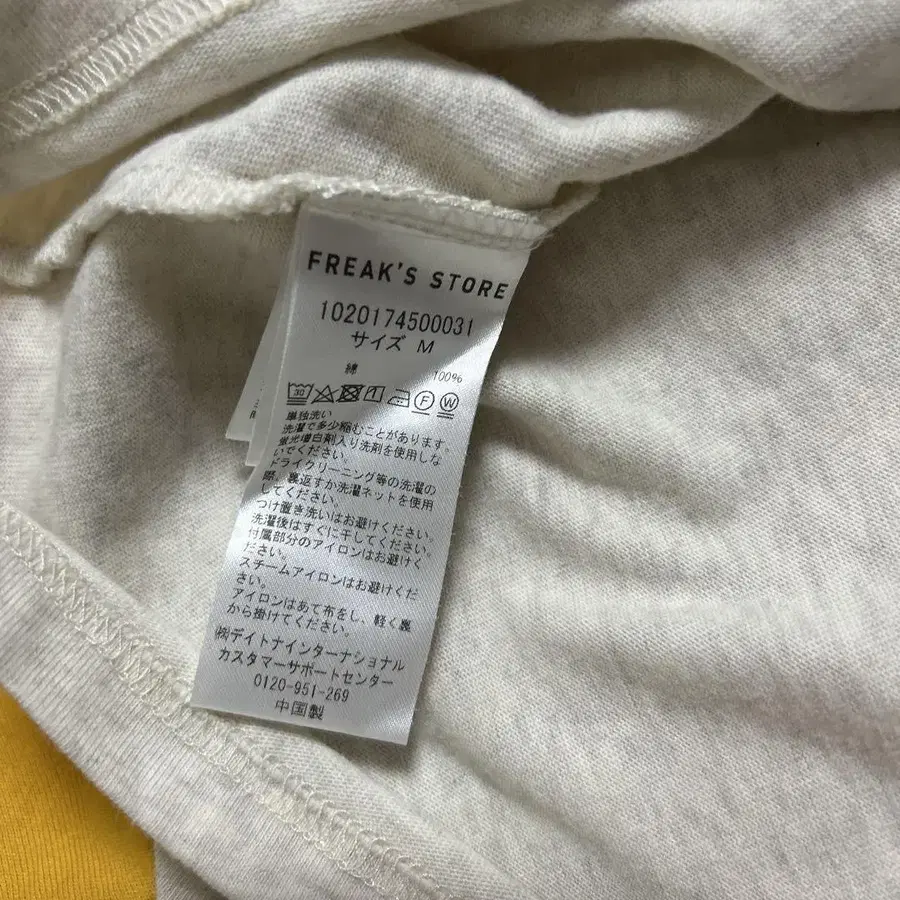 FREAK'S STORE
1020174500031
サイズ M
綿 100%
30 1 F W
単独洗い
洗濯で多少縮むことがあります。
蛍光増白剤入り洗剤を使用しな
いでください。
ドライクリーニング等の洗濯の
際、裏返すか洗濯ネットを使用
してください。
つけ置き洗いはお避けください。
洗濯後はすぐに干してください。
付属部分のアイロンはお避けく
ださい。
スチームアイロンはお避けくだ
さい。
アイロンはあて布をし、軽く裏
から掛けてください。
㈱デイトナインターナショナル
カスタマーサポートセンター
0120-951-269
中国製